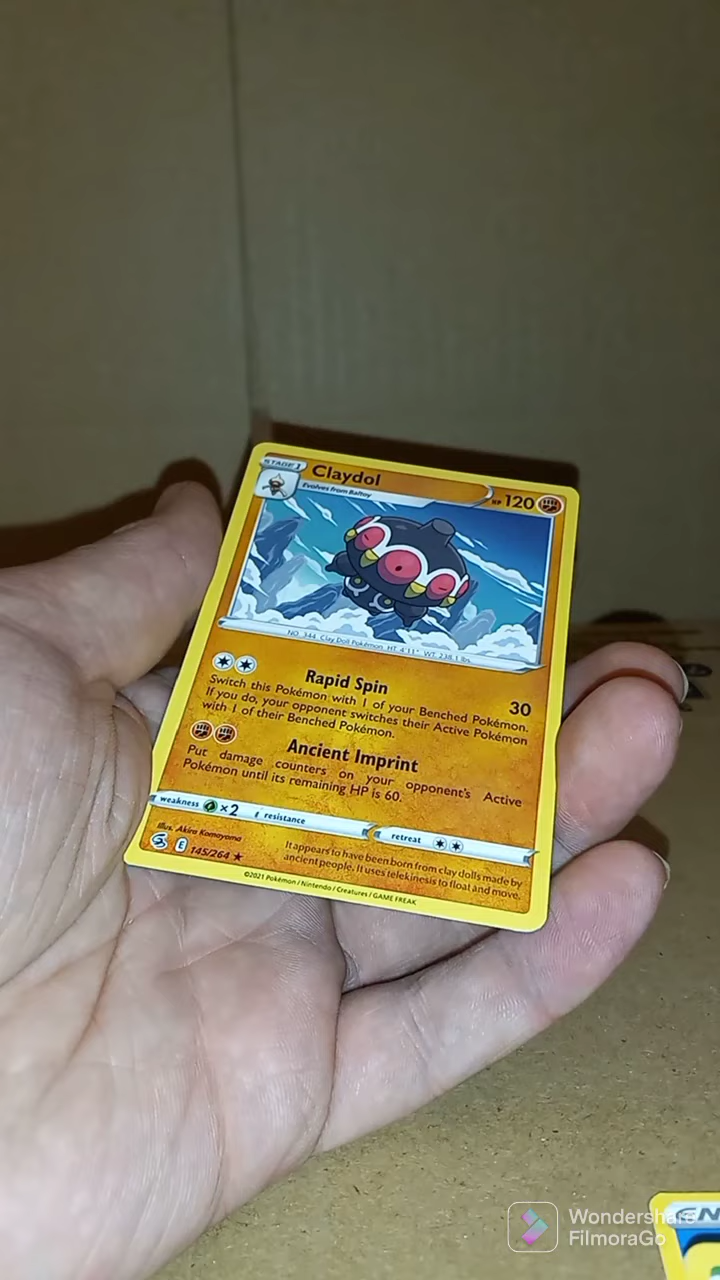 STAGE 1
Claydol
HP 120
Evolves from Baltoy
NO. 344 Clay Doll Pokémon HT: 4'11" WT: 238.1 lbs.
Rapid Spin
30
Switch this Pokémon with 1 of your Benched Pokémon.
If you do, your opponent switches their Active Pokémon
with 1 of their Benched Pokémon.
Ancient Imprint
Put damage counters on your opponent's Active
Pokémon until its remaining HP is 60.
weakness ×2 resistance
retreat
Illus. Akira Komayama
E 145/264 ★
It appears to have been born from clay dolls made by
ancient people. It uses telekinesis to float and move.
©2021 Pokémon / Nintendo / Creatures / GAME FREAK
Wondershare
FilmoraGo